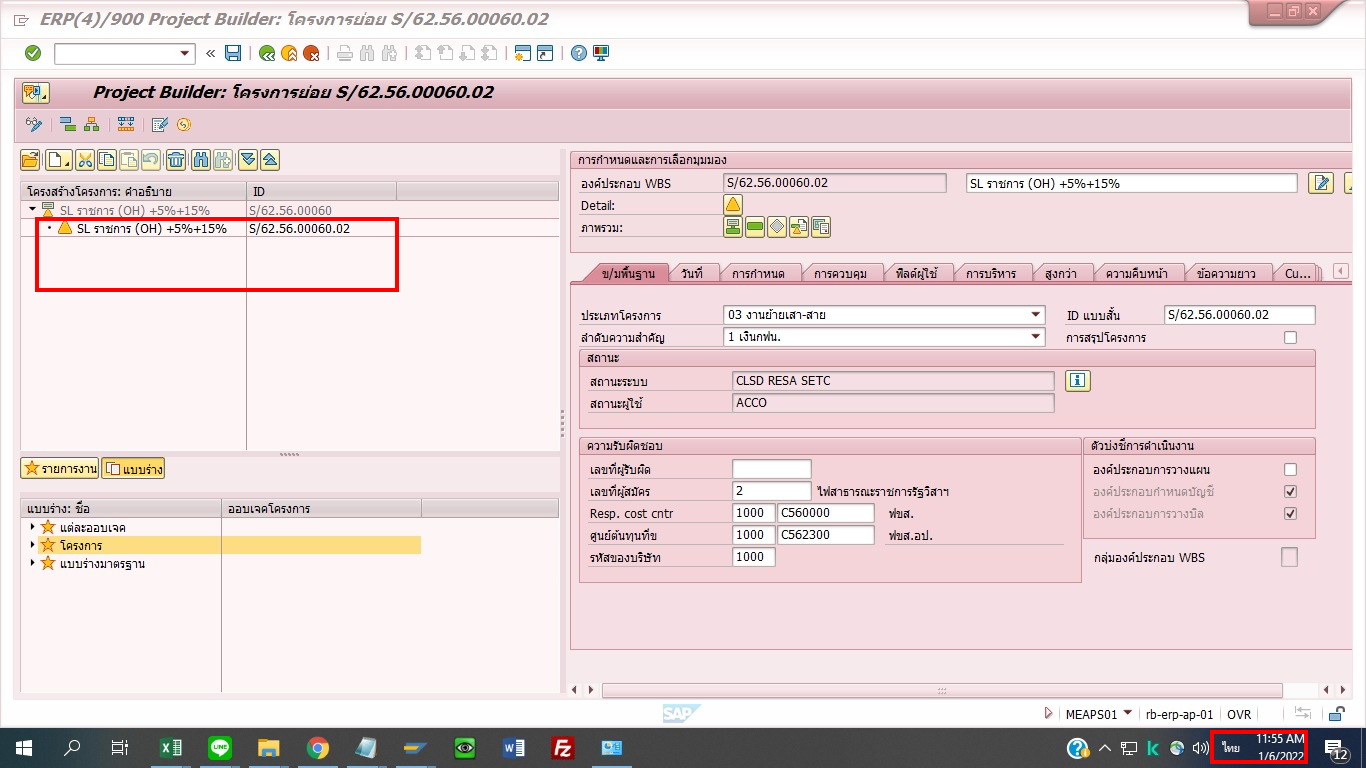 ERP(4)/900 Project Builder: โครงการย่อย S/62.56.00060.02
Project Builder: โครงการย่อย S/62.56.00060.02
โครงสร้างโครงการ: คำอธิบาย ID
SL ราชการ (OH) +5%+15% S/62.56.00060
SL ราชการ (OH) +5%+15% S/62.56.00060.02
รายการงาน แบบร่าง
แบบร่าง: ชื่อ ออบเจคโครงการ
แต่ละออบเจค
โครงการ
แบบร่างมาตรฐาน
การกำหนดและการเลือกมุมมอง
องค์ประกอบ WBS S/62.56.00060.02 SL ราชการ (OH) +5%+15%
Detail:
ภาพรวม:
ข/มพื้นฐาน วันที่ การกำหนด การควบคุม ฟิลด์ผู้ใช้ การบริหาร สูงกว่า ความคืบหน้า ข้อความยาว Cu...
ประเภทโครงการ 03 งานย้ายเสา-สาย ID แบบสั้น S/62.56.00060.02
ลำดับความสำคัญ 1 เงินกฟน. การสรุปโครงการ
สถานะ
สถานะระบบ CLSD RESA SETC
สถานะผู้ใช้ ACCO
ความรับผิดชอบ ตัวบ่งชี้การดำเนินงาน
เลขที่ผู้รับผิด องค์ประกอบการวางแผน
เลขที่ผู้สมัคร 2 ไฟสาธารณะราชการรัฐวิสาฯ องค์ประกอบกำหนดบัญชี
Resp. cost cntr 1000 C560000 ฟขส. องค์ประกอบการวางบิล
ศูนย์ต้นทุนที่ข 1000 C562300 ฟขส.อป.
รหัสของบริษัท 1000 กลุ่มองค์ประกอบ WBS
SAP MEAPS01 rb-erp-ap-01 OVR
ไทย 11:55 AM
1/6/2022
12